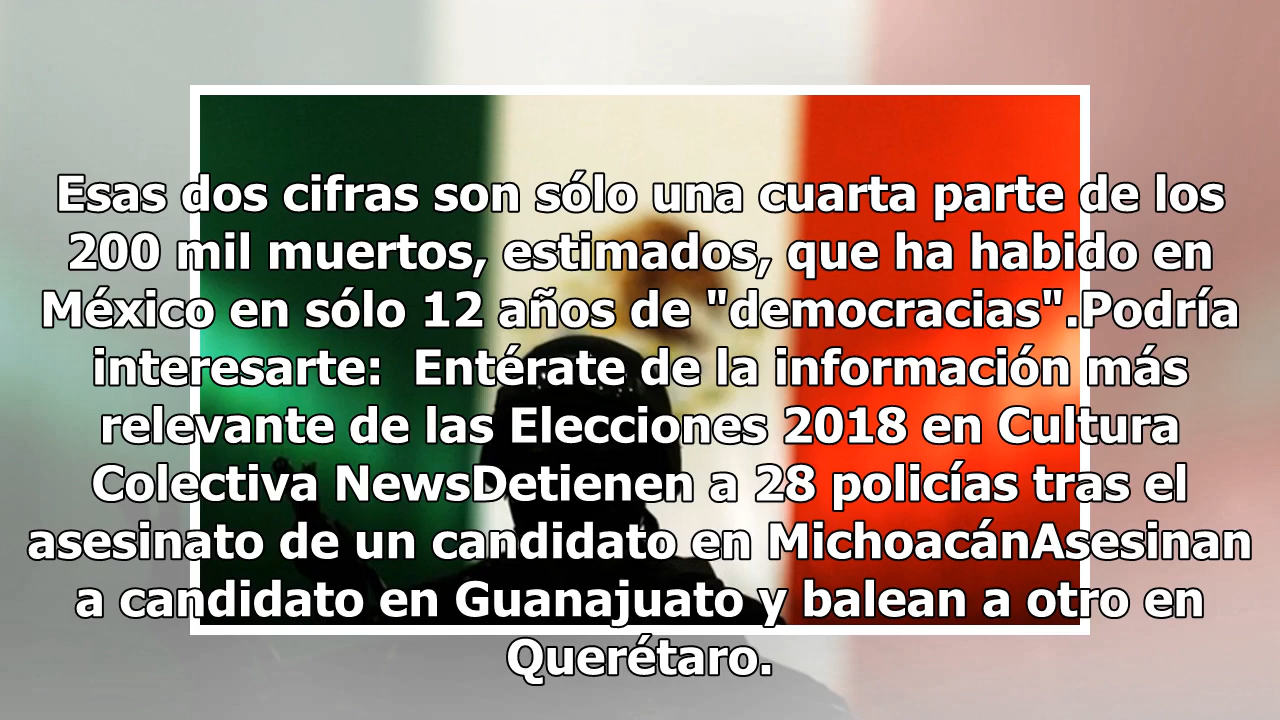 Esas dos cifras son sólo una cuarta parte de los
200 mil muertos, estimados, que ha habido en
México en sólo 12 años de "democracias".Podría
interesarte:  Entérate de la información más
relevante de las Elecciones 2018 en Cultura
Colectiva NewsDetienen a 28 policías tras el
asesinato de un candidato en MichoacánAsesinan
a candidato en Guanajuato y balean a otro en
Querétaro.